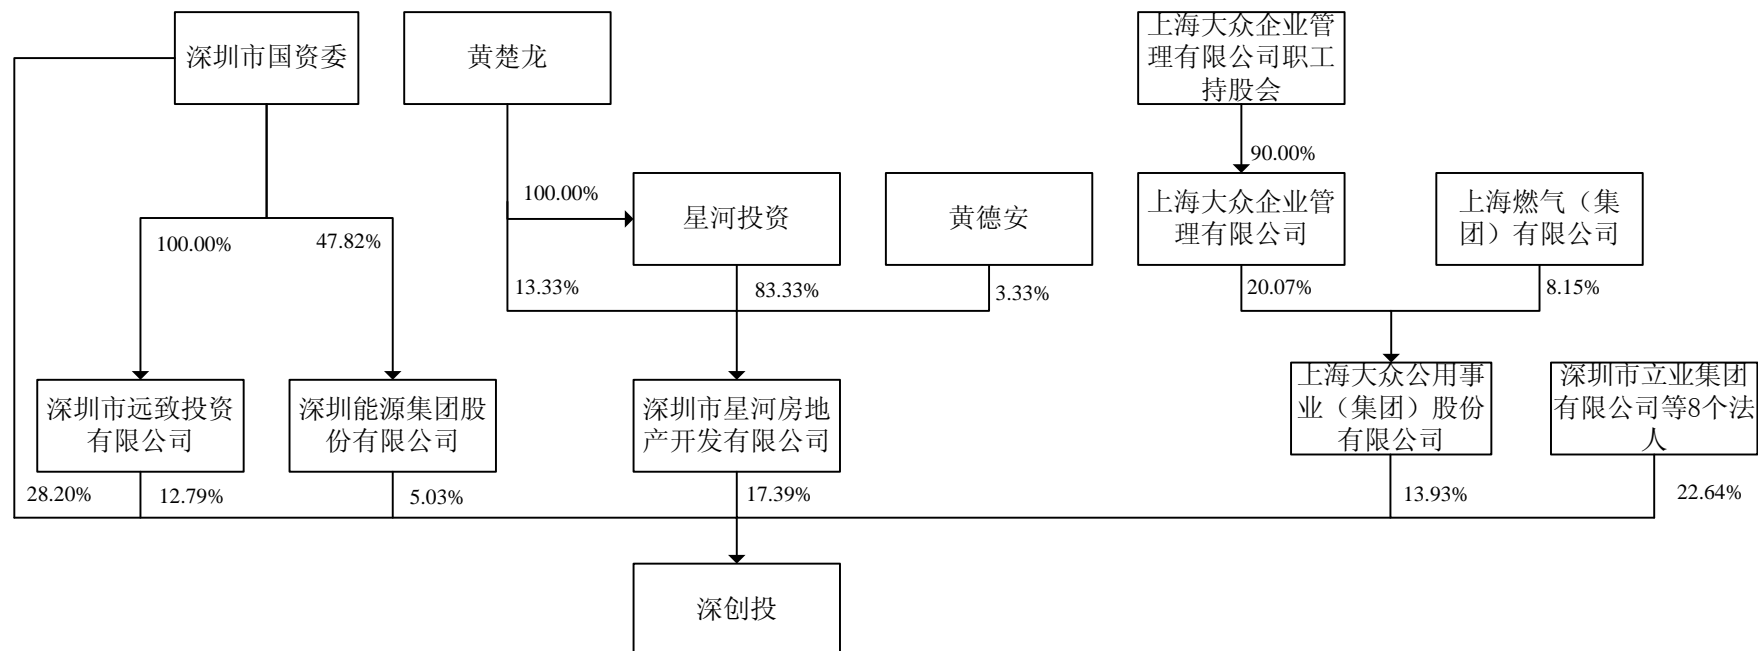 深圳市国资委
黄楚龙
上海大众企业管
理有限公司职工
持股会
90.00%
100.00%
星河投资
黄德安
上海大众企业管
理有限公司
上海燃气（集
团）有限公司
100.00%
47.82%
13.33%
83.33%
3.33%
20.07%
8.15%
深圳市远致投资
有限公司
深圳能源集团股
份有限公司
深圳市星河房地
产开发有限公司
上海大众公用事
业（集团）股份
有限公司
深圳市立业集团
有限公司等8个法
人
28.20%
12.79%
5.03%
17.39%
13.93%
22.64%
深创投